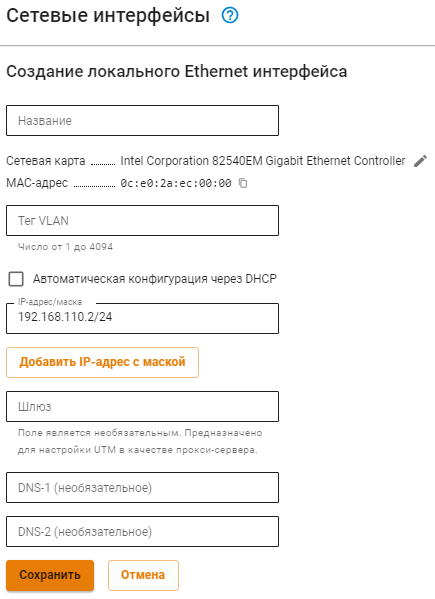 Сетевые интерфейсы ?
Создание локального Ethernet интерфейса
Название
Сетевая карта ........ Intel Corporation 82540EM Gigabit Ethernet Controller
MAC-адрес ............. 0c:e0:2a:ec:00:00
Тег VLAN
Число от 1 до 4094
Автоматическая конфигурация через DHCP
IP-адрес/маска
192.168.110.2/24
Добавить IP-адрес с маской
Шлюз
Поле является необязательным. Предназначено
для настройки UTM в качестве прокси-сервера.
DNS-1 (необязательное)
DNS-2 (необязательное)
Сохранить Отмена